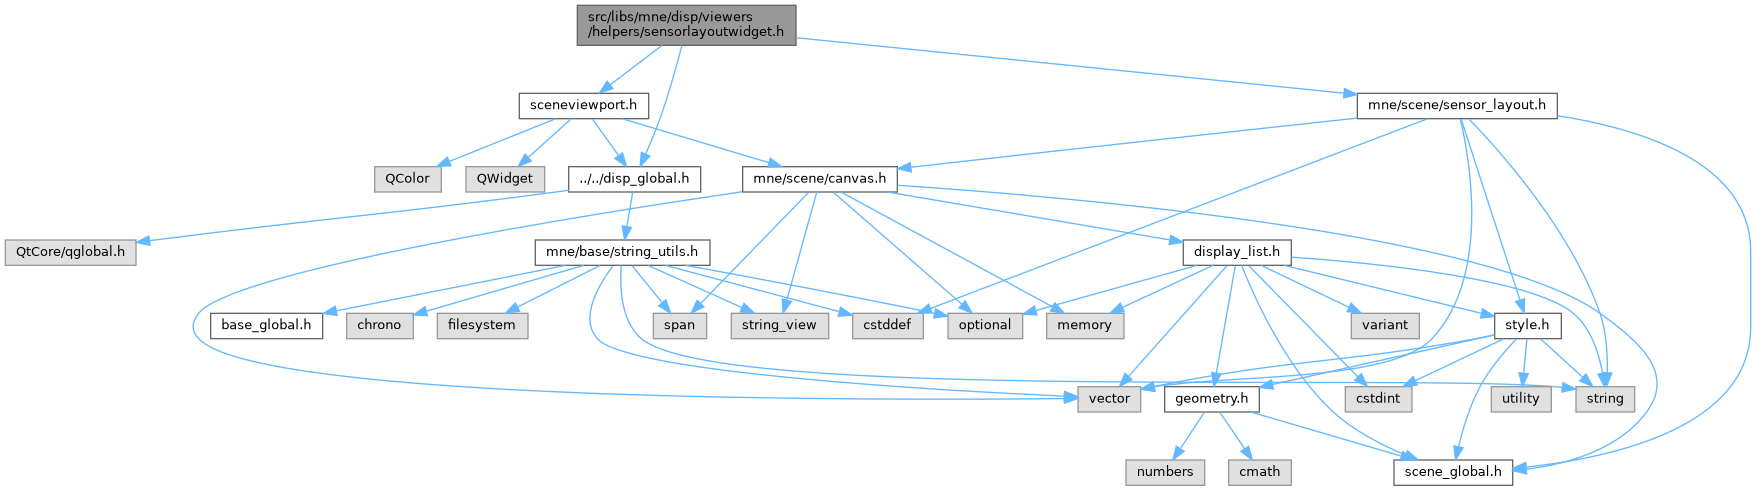 src/libs/mne/disp/viewers
/helpers/sensorlayoutwidget.h
sceneviewport.h
mne/scene/sensor_layout.h
QColor
QWidget
../../disp_global.h
mne/scene/canvas.h
QtCore/qglobal.h
mne/base/string_utils.h
display_list.h
base_global.h
chrono
filesystem
span
string_view
cstddef
optional
memory
variant
style.h
vector
geometry.h
cstdint
utility
string
numbers
cmath
scene_global.h